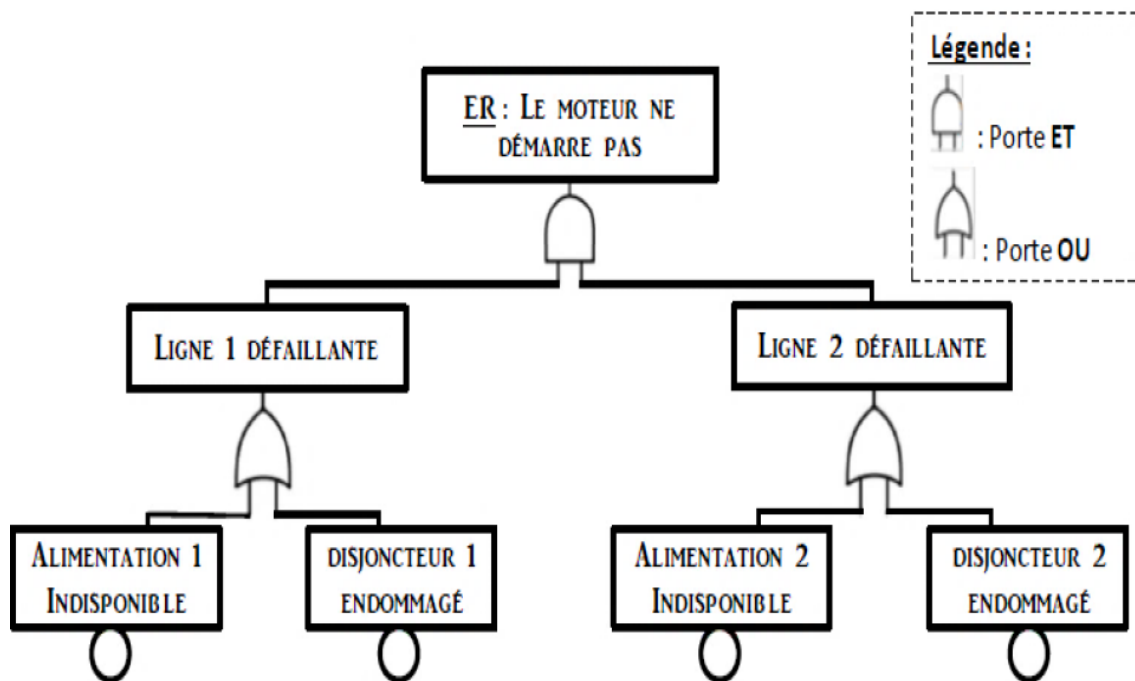 Légende :
: Porte ET
: Porte OU
ER : LE MOTEUR NE
DÉMARRE PAS
LIGNE 1 DÉFAILLANTE
LIGNE 2 DÉFAILLANTE
ALIMENTATION 1
INDISPONIBLE
DISJONCTEUR 1
ENDOMMAGÉ
ALIMENTATION 2
INDISPONIBLE
DISJONCTEUR 2
ENDOMMAGÉ